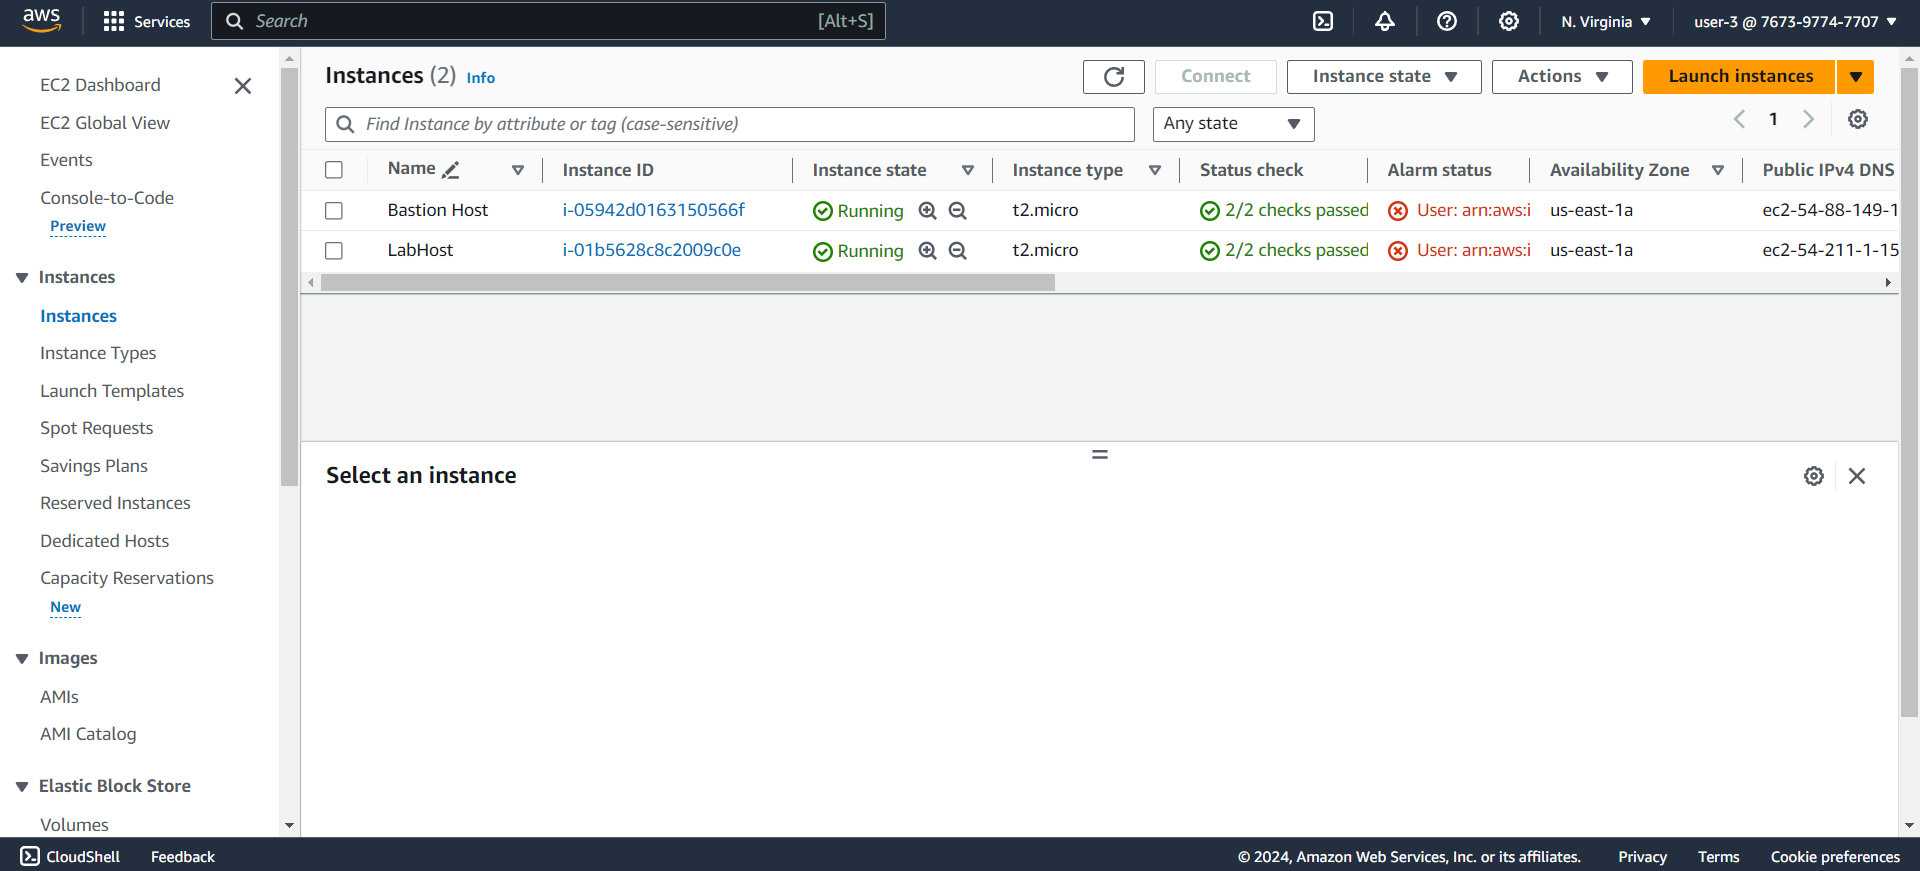 aws
Services
Search
[Alt+S]
N. Virginia
user-3 @ 7673-9774-7707
EC2 Dashboard
EC2 Global View
Events
Console-to-Code
Preview
Instances
Instances
Instance Types
Launch Templates
Spot Requests
Savings Plans
Reserved Instances
Dedicated Hosts
Capacity Reservations
New
Images
AMIs
AMI Catalog
Elastic Block Store
Volumes
Instances (2) Info
Connect
Instance state
Actions
Launch instances
Find Instance by attribute or tag (case-sensitive)
Any state
1
Name Instance ID Instance state Instance type Status check Alarm status Availability Zone Public IPv4 DNS
Bastion Host i-05942d0163150566f Running t2.micro 2/2 checks passed User: arn:aws:i us-east-1a ec2-54-88-149-1
LabHost i-01b5628c8c2009c0e Running t2.micro 2/2 checks passed User: arn:aws:i us-east-1a ec2-54-211-1-15
Select an instance
CloudShell
Feedback
© 2024, Amazon Web Services, Inc. or its affiliates.
Privacy
Terms
Cookie preferences